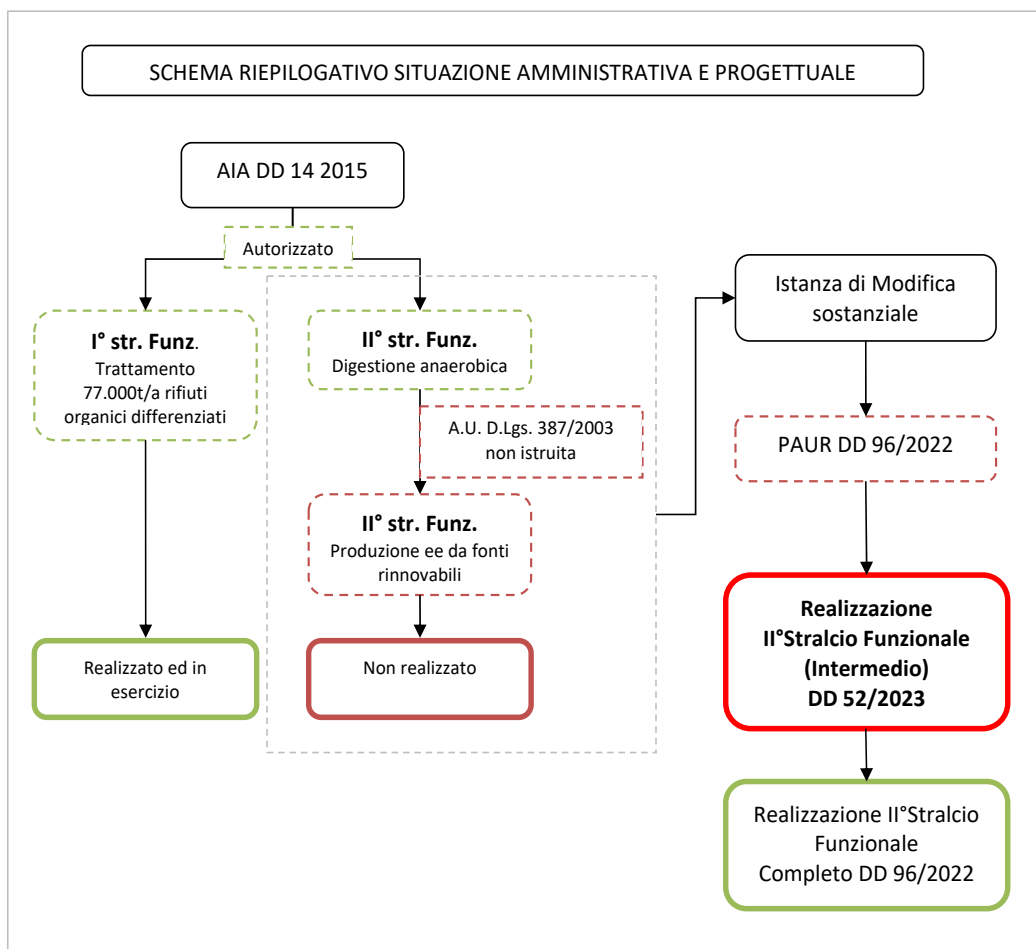 SCHEMA RIEPILOGATIVO SITUAZIONE AMMINISTRATIVA E PROGETTUALE
AIA DD 14 2015
Autorizzato
I° str. Funz.
Trattamento
77.000t/a rifiuti
organici differenziati
II° str. Funz.
Digestione anaerobica
A.U. D.Lgs. 387/2003
non istruita
II° str. Funz.
Produzione ee da fonti
rinnovabili
Realizzato ed in
esercizio
Non realizzato
Istanza di Modifica
sostanziale
PAUR DD 96/2022
Realizzazione
II°Stralcio Funzionale
(Intermedio)
DD 52/2023
Realizzazione II°Stralcio
Funzionale
Completo DD 96/2022